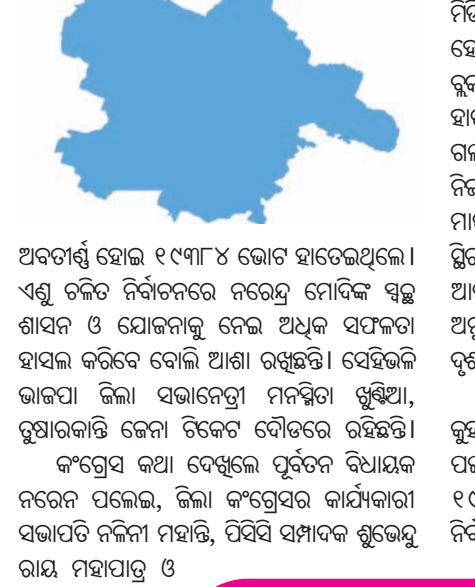 ଅବତୀର୍ଣ୍ଣ ହୋଇ ୧୯୩୮୪ ଭୋଟ ହାତେଇଥିଲେ।
ଏଣୁ ଚଳିତ ନିର୍ବାଚନରେ ନରେନ୍ଦ୍ର ମୋଦିଙ୍କ ସ୍ୱଚ୍ଛ
ଶାସନ ଓ ଯୋଜନାକୁ ନେଇ ଅଧିକ ସଫଳତା
ହାସଲ କରିବେ ବୋଲି ଆଶା ରଖିଛନ୍ତି। ସେହିଭଳି
ଭାଜପା ଜିଲା ସଭାନେତ୍ରୀ ମନସ୍ମିତା ଖୁଣ୍ଟିଆ,
ତୁଷାରକାନ୍ତି ଜେନା ଟିକେଟ ଦୌଡରେ ରହିଛନ୍ତି।
କଂଗ୍ରେସ କଥା ଦେଖିଲେ ପୂର୍ବତନ ବିଧାୟକ
ନରେନ ପଲେଇ, ଜିଲା କଂଗ୍ରେସର କାର୍ଯ୍ୟକାରୀ
ସଭାପତି ନଳିନୀ ମହାନ୍ତି, ପିସିସି ସମ୍ପାଦକ ଶୁଭେନ୍ଦୁ
ରାୟ ମହାପାତ୍ର ଓ